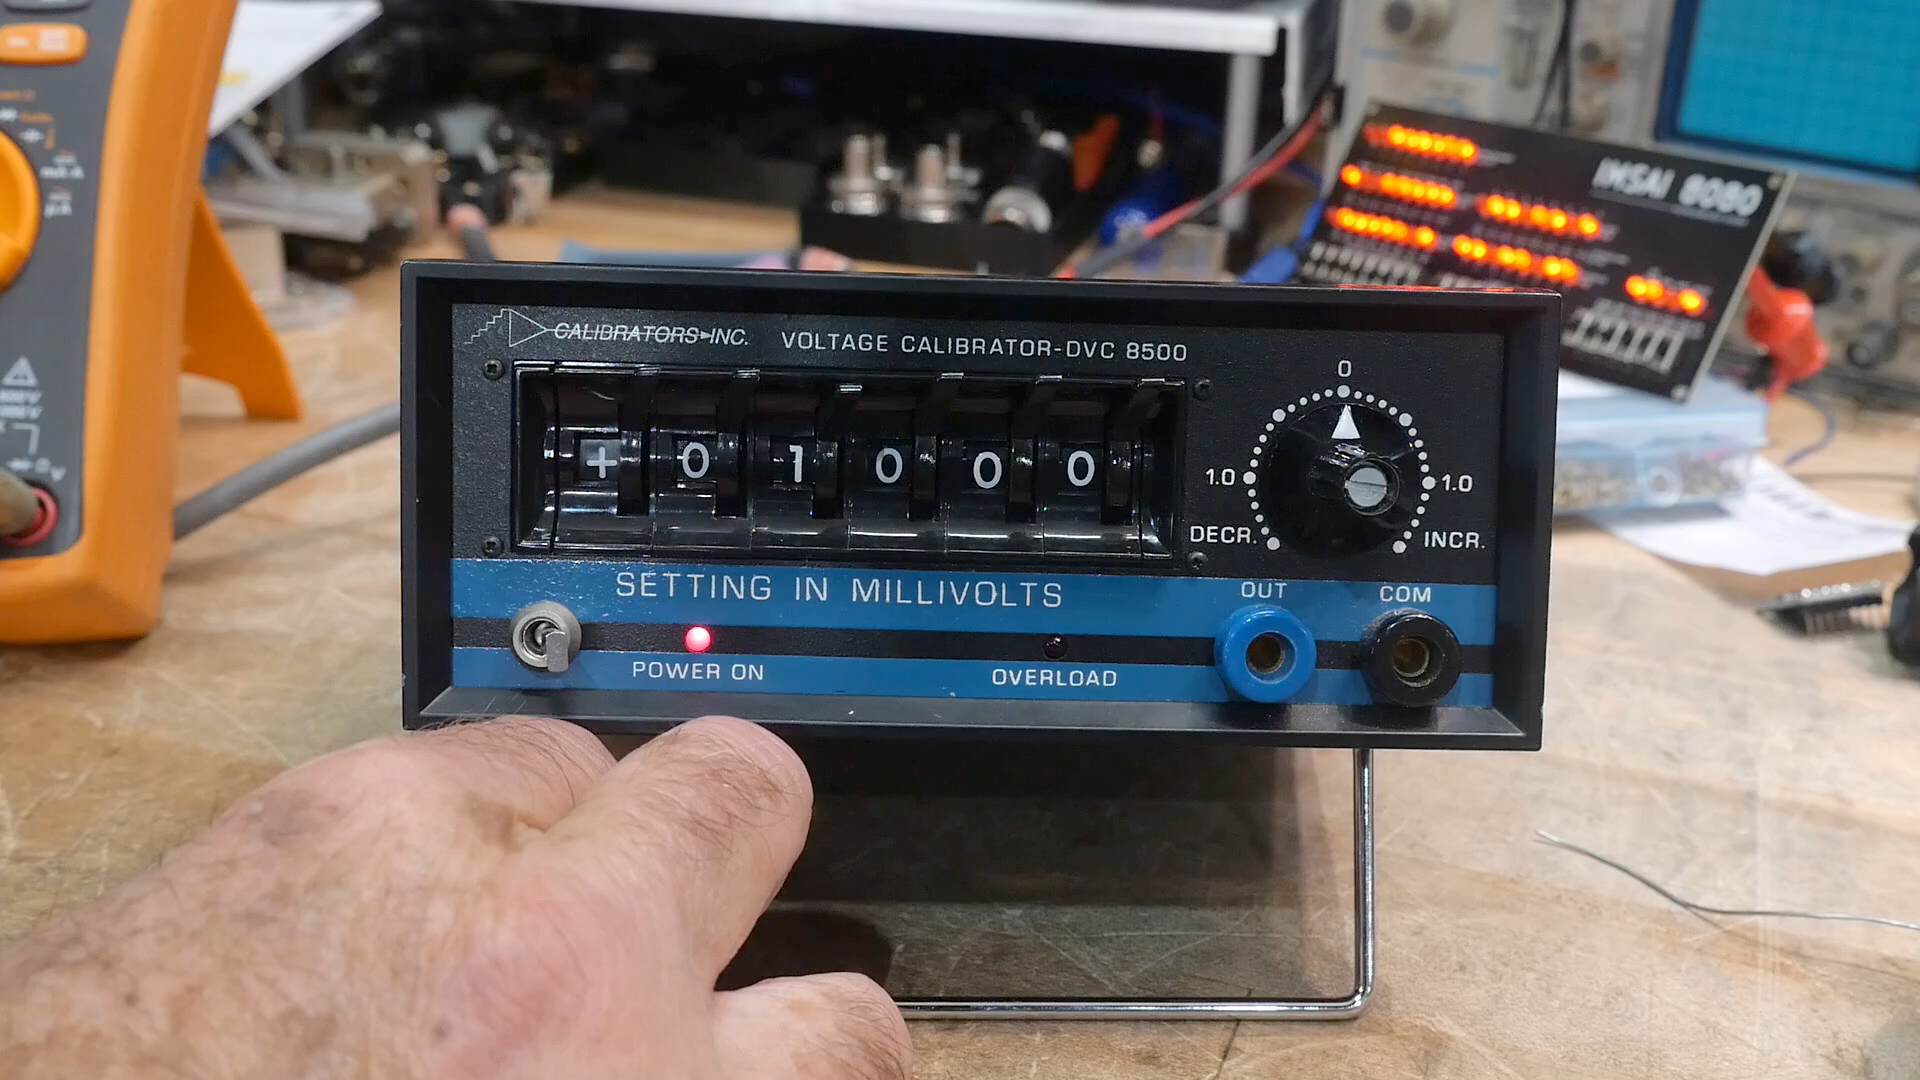 IMSAI 8080
CALIBRATORS INC. VOLTAGE CALIBRATOR-DVC 8500
0
+ 0 1 0 0 0
1.0 1.0
DECR. INCR.
SETTING IN MILLIVOLTS
OUT COM
POWER ON
OVERLOAD